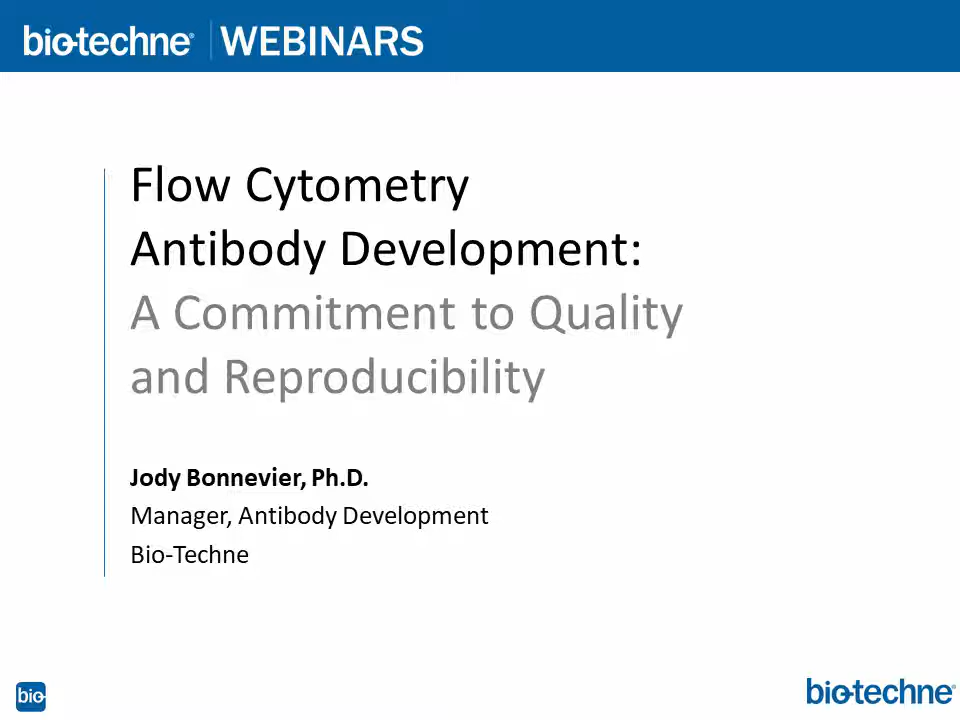 bio-techne® | WEBINARS
Flow Cytometry
Antibody Development:
A Commitment to Quality
and Reproducibility
Jody Bonnevier, Ph.D.
Manager, Antibody Development
Bio-Techne
bio
bio-techne®